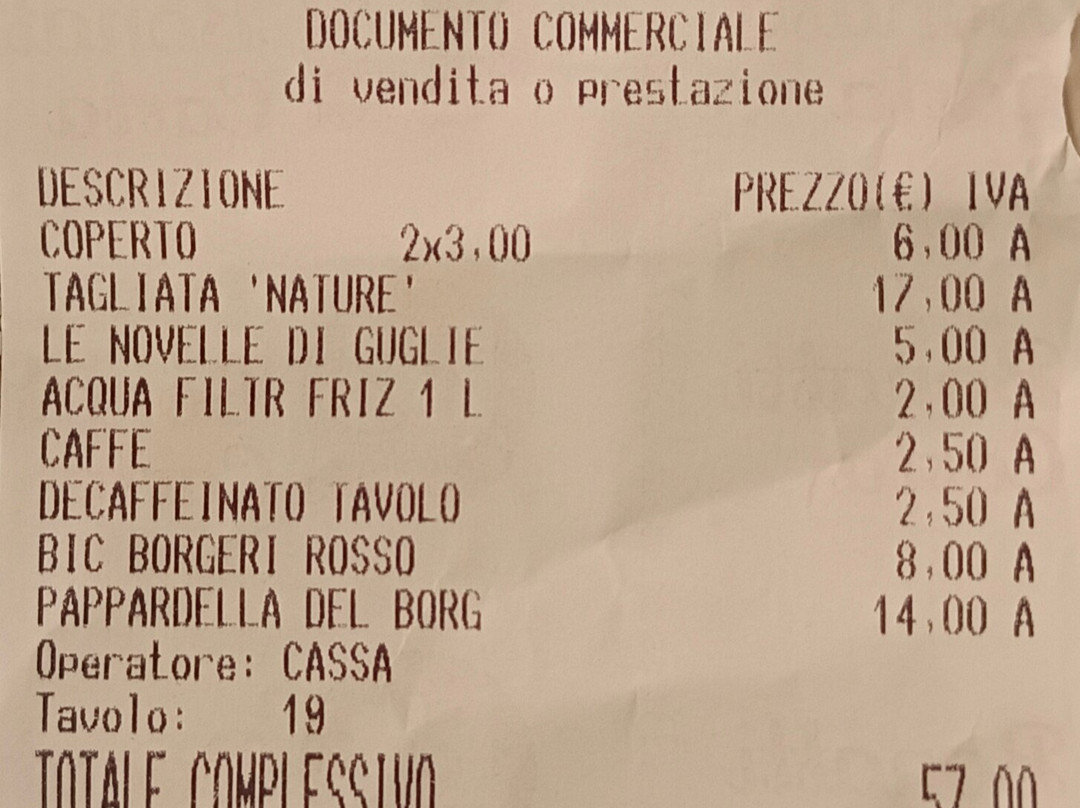 DOCUMENTO COMMERCIALE
di vendita o prestazione
DESCRIZIONE PREZZO(€) IVA
COPERTO 2x3,00 6,00 A
TAGLIATA 'NATURE' 17,00 A
LE NOVELLE DI GUGLIE 5,00 A
ACQUA FILTR FRIZ 1 L 2,00 A
CAFFE 2,50 A
DECAFFEINATO TAVOLO 2,50 A
BIC BORGERI ROSSO 8,00 A
PAPPARDELLA DEL BORG 14,00 A
Operatore: CASSA
Tavolo: 19
TOTALE COMPLESSIVO 57,00